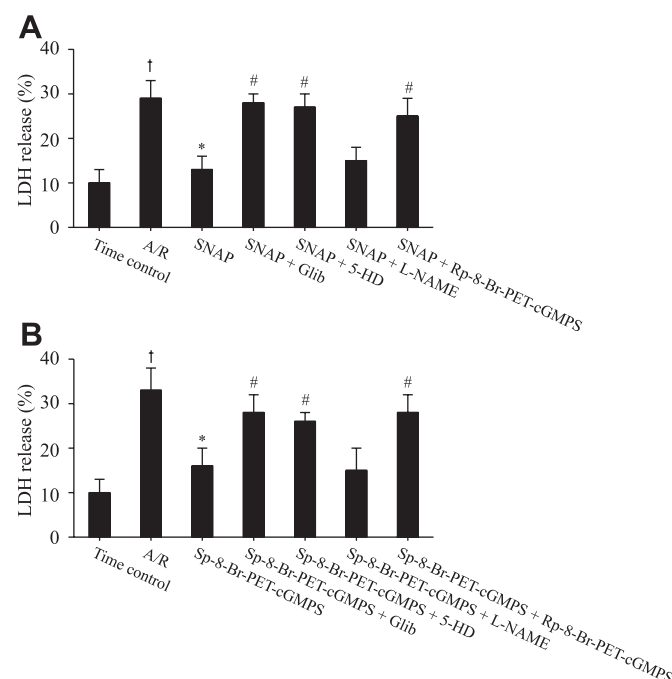 A
LDH release (%)
40
30
20
10
0
†
*
#
#
#
Time control
A/R
SNAP
SNAP + Glib
SNAP + 5-HD
SNAP + L-NAME
SNAP + Rp-8-Br-PET-cGMPS
B
LDH release (%)
40
30
20
10
0
†
*
#
#
#
Time control
A/R
Sp-8-Br-PET-cGMPS
Sp-8-Br-PET-cGMPS + Glib
Sp-8-Br-PET-cGMPS + 5-HD
Sp-8-Br-PET-cGMPS + L-NAME
Sp-8-Br-PET-cGMPS + Rp-8-Br-PET-cGMPS